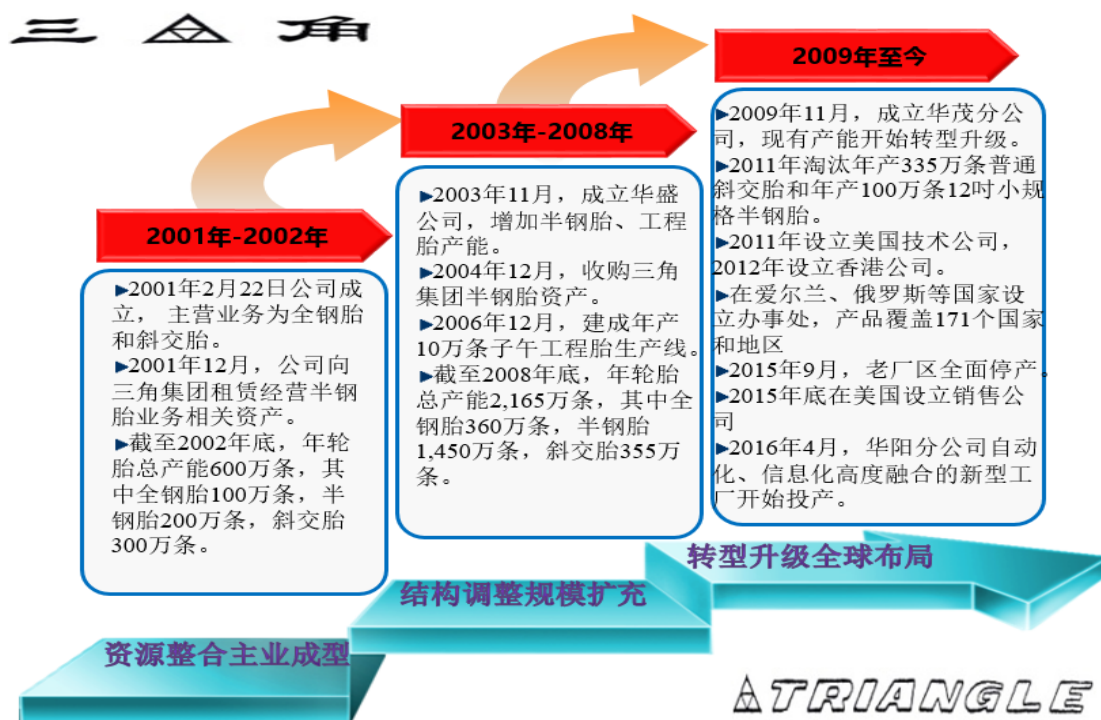 三 角
2001年-2002年
►2001年2月22日公司成
立， 主营业务为全钢胎
和斜交胎。
►2001年12月，公司向
三角集团租赁经营半钢
胎业务相关资产。
►截至2002年底，年轮
胎总产能600万条，其
中全钢胎100万条，半
钢胎200万条，斜交胎
300万条。
2003年-2008年
►2003年11月，成立华盛
公司，增加半钢胎、工程
胎产能。
►2004年12月，收购三角
集团半钢胎资产。
►2006年12月，建成年产
10万条子午工程胎生产线。
►截至2008年底，年轮胎
总产能2,165万条，其中全
钢胎360万条，半钢胎
1,450万条，斜交胎355万
条。
2009年至今
►2009年11月，成立华茂分公
司，现有产能开始转型升级。
►2011年淘汰年产335万条普通
斜交胎和年产100万条12吋小规
格半钢胎。
►2011年设立美国技术公司，
2012年设立香港公司。
►在爱尔兰、俄罗斯等国家设
立办事处，产品覆盖171个国家
和地区
►2015年9月，老厂区全面停产。
►2015年底在美国设立销售公
司
►2016年4月，华阳分公司自动
化、信息化高度融合的新型工
厂开始投产。
资源整合主业成型
结构调整规模扩充
转型升级全球布局
TRIANGLE